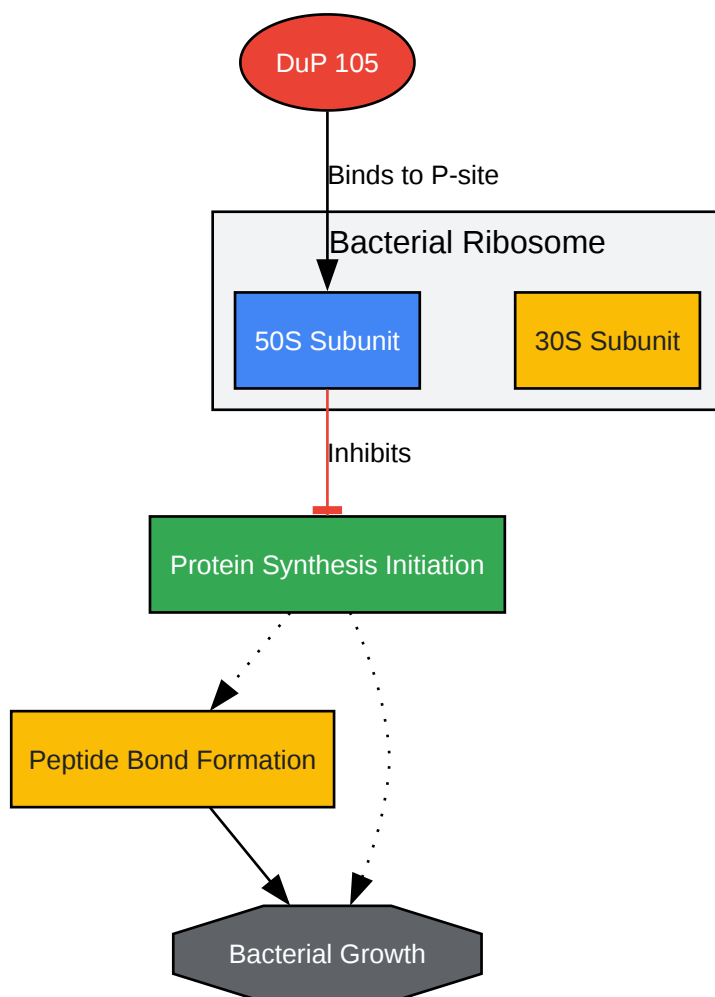 DuP 105
Binds to P-site
Bacterial Ribosome
50S Subunit
30S Subunit
Inhibits
Protein Synthesis Initiation
Peptide Bond Formation
Bacterial Growth